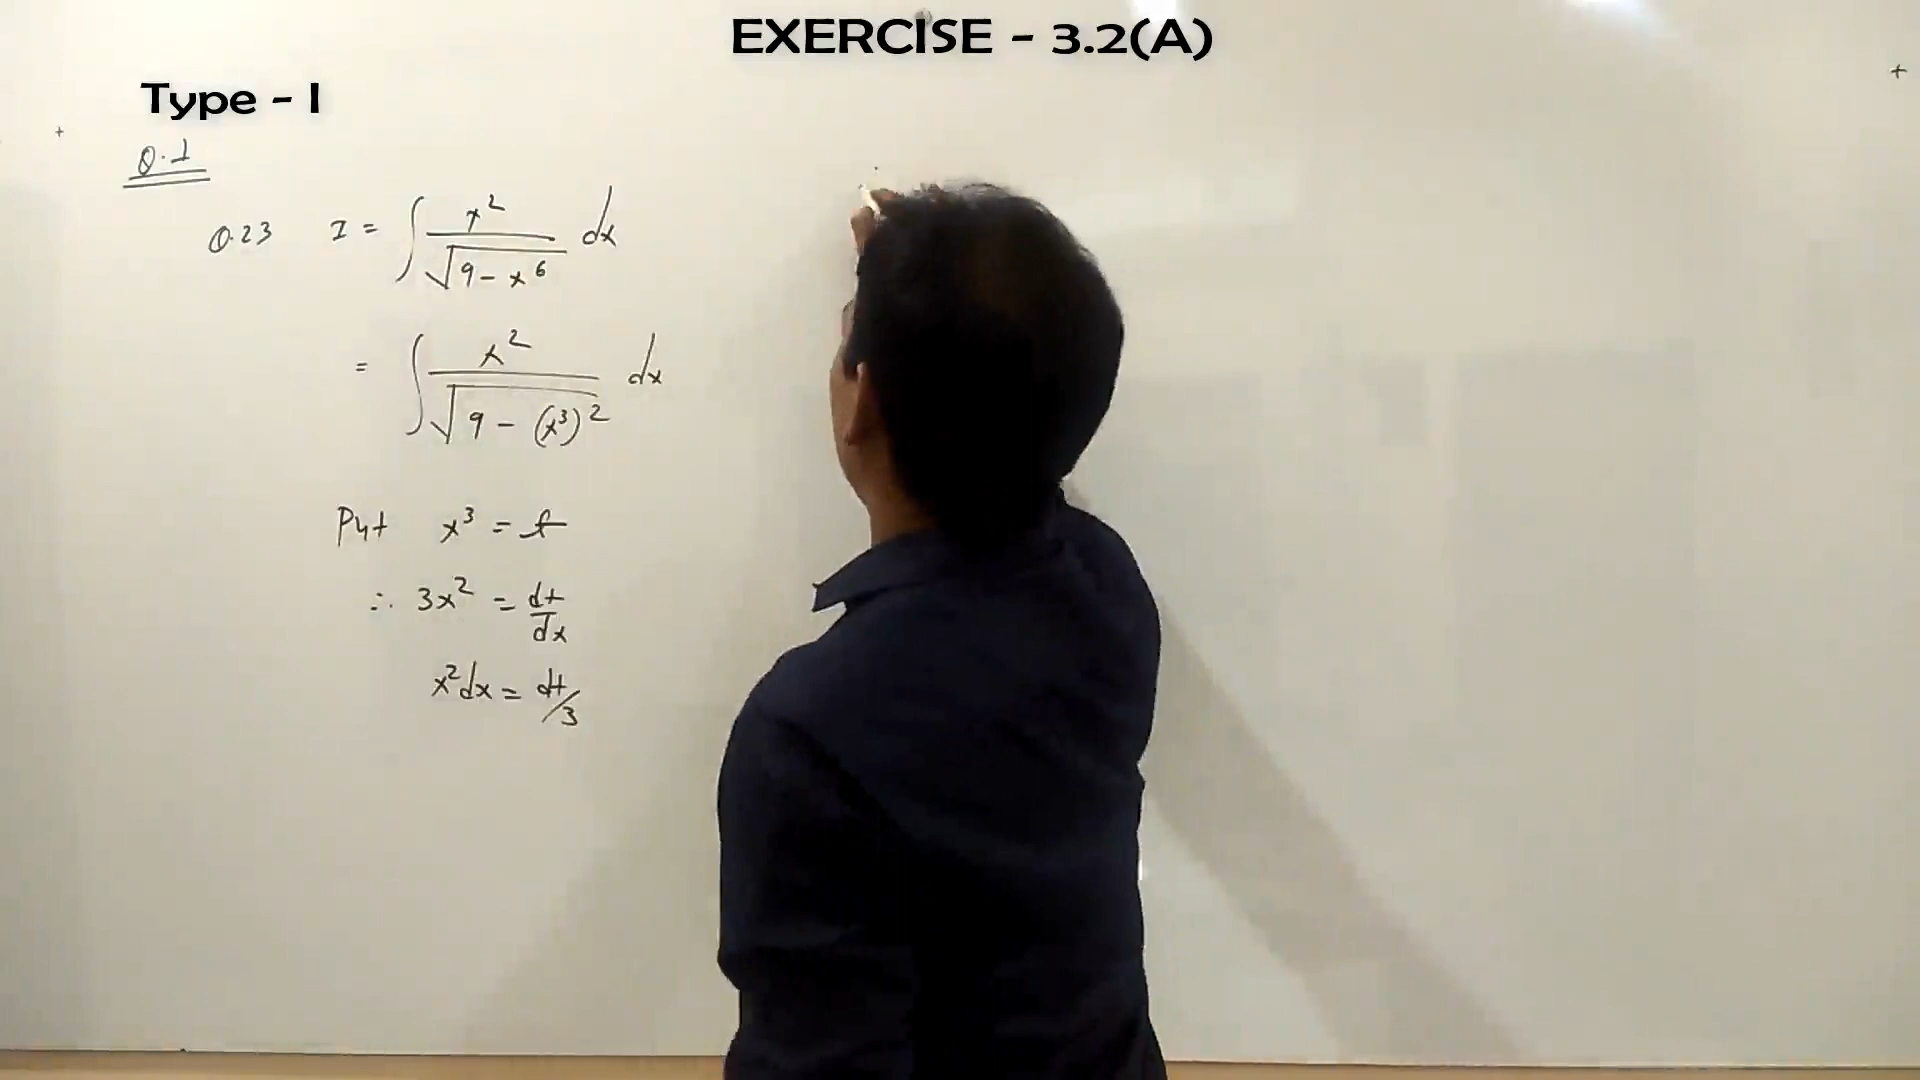 EXERCISE - 3.2(A)
Type - I
Q.1
Q.23 I = ∫ x² / √(9 - x⁶) dx
= ∫ x² / √(9 - (x³)²) dx
Put x³ = t
∴ 3x² = dt/dx
x²dx = dt/3